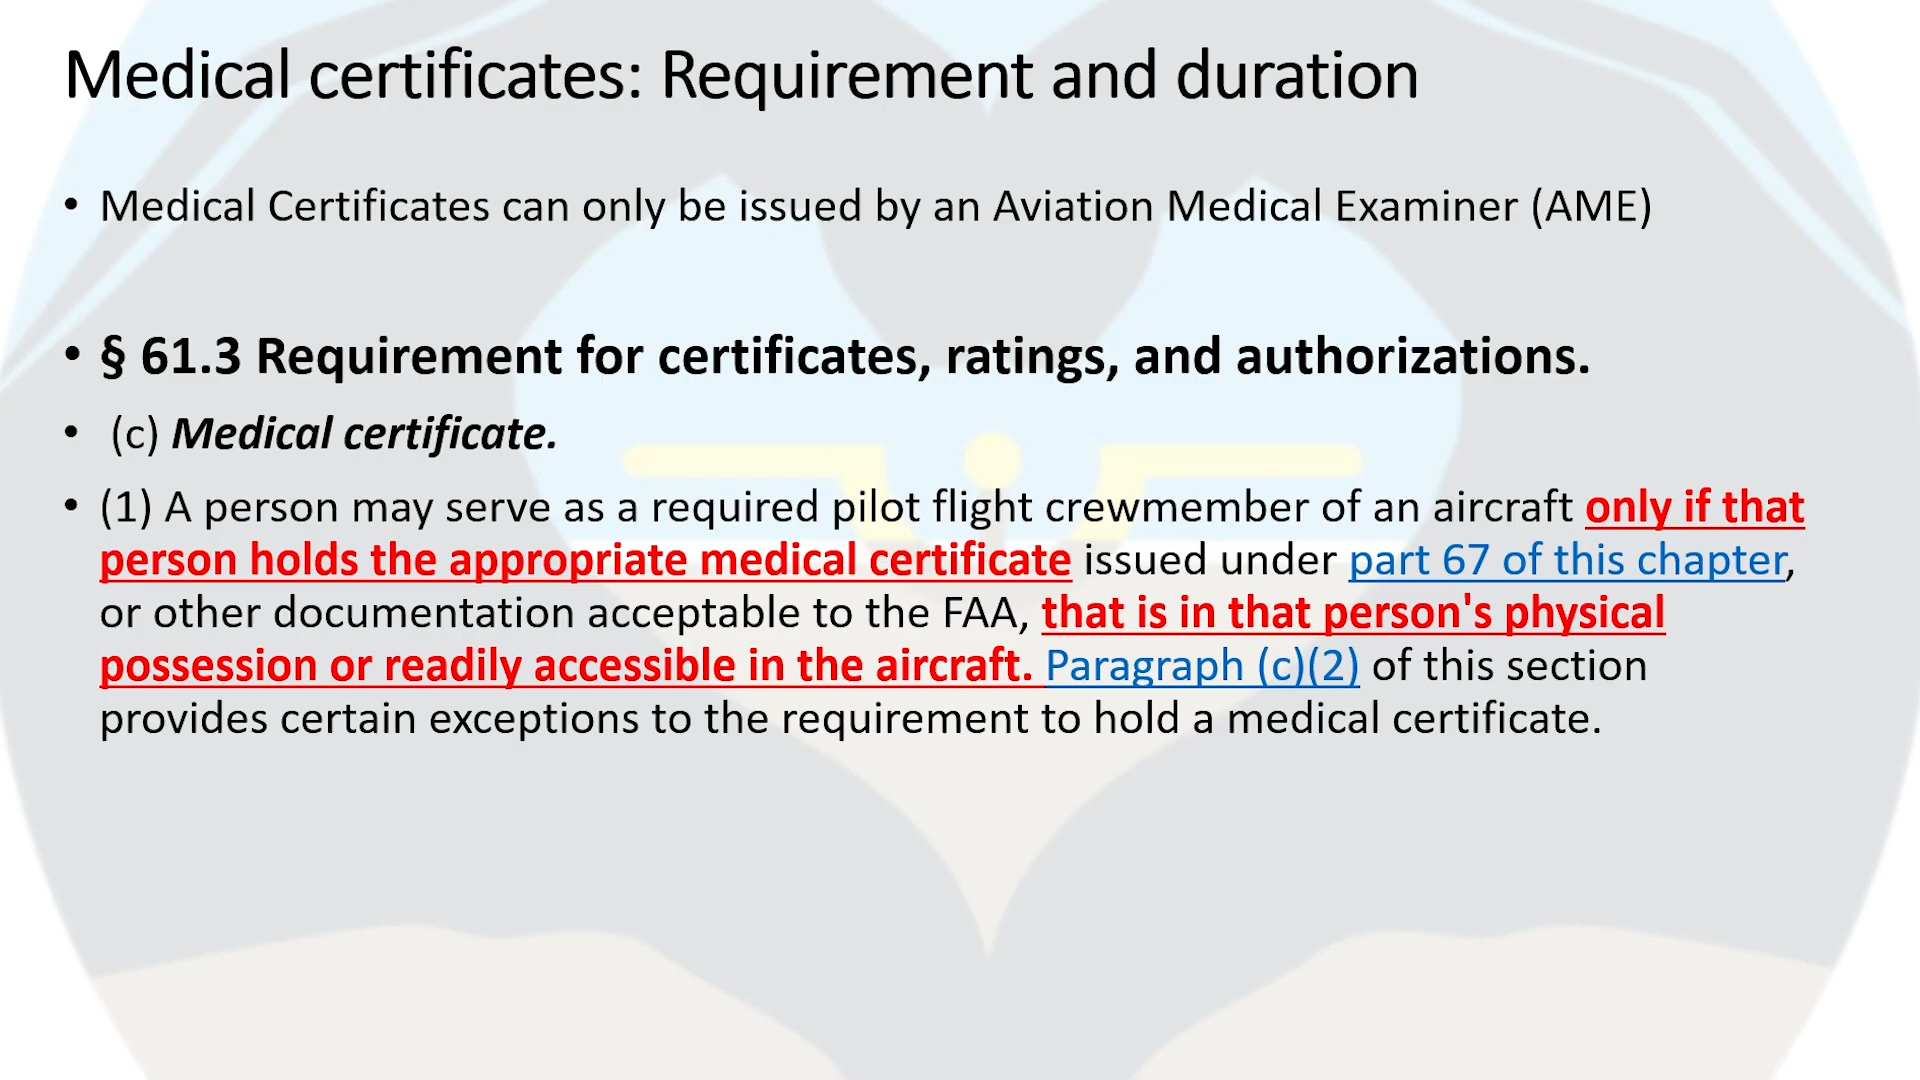 Medical certificates: Requirement and duration
• Medical Certificates can only be issued by an Aviation Medical Examiner (AME)
• § 61.3 Requirement for certificates, ratings, and authorizations.
• (c) Medical certificate.
• (1) A person may serve as a required pilot flight crewmember of an aircraft only if that
person holds the appropriate medical certificate issued under part 67 of this chapter,
or other documentation acceptable to the FAA, that is in that person's physical
possession or readily accessible in the aircraft. Paragraph (c)(2) of this section
provides certain exceptions to the requirement to hold a medical certificate.